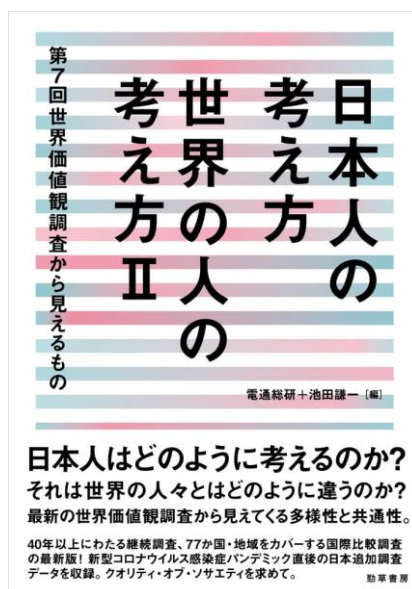 日本人の
考え方
世界の人の
考え方Ⅱ
第7回世界価値観調査から見えるもの
電通総研+池田謙一[編]
日本人はどのように考えるのか?
それは世界の人々とはどのように違うのか?
最新の世界価値観調査から見えてくる多様性と共通性。
40年以上にわたる継続調査、77か国・地域をカバーする国際比較調査
の最新版! 新型コロナウイルス感染症パンデミック直後の日本追加調査
データを収録。クオリティ・オブ・ソサエティを求めて。
勁草書房